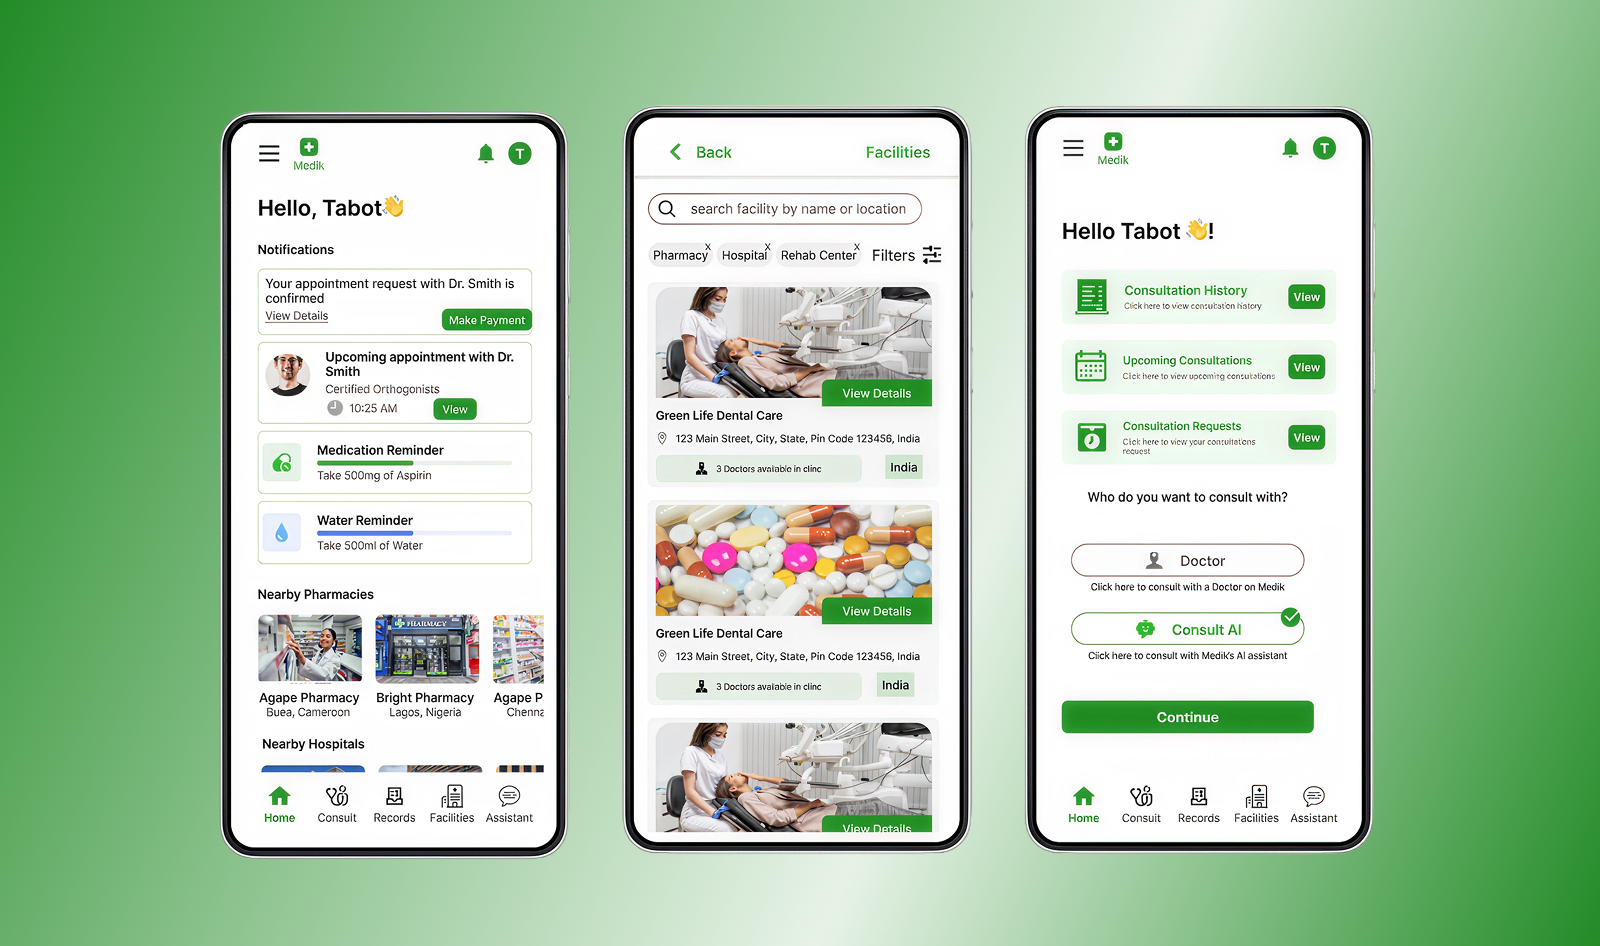 Medik
T
Hello, Tabot👋
Notifications
Your appointment request with Dr. Smith is
confirmed
View Details
Make Payment
Upcoming appointment with Dr.
Smith
Certified Orthogonists
10:25 AM
View
Medication Reminder
Take 500mg of Aspirin
Water Reminder
Take 500ml of Water
Nearby Pharmacies
PHARMACY
Agape Pharmacy
Buea, Cameroon
Bright Pharmacy
Lagos, Nigeria
Agape P
Chenna
Nearby Hospitals
Home
Consult
Records
Facilities
Assistant
Back
Facilities
search facility by name or location
Pharmacy x
Hospital x
Rehab Center x
Filters
View Details
Green Life Dental Care
123 Main Street, City, State, Pin Code 123456, India
3 Doctors available in clinc
India
View Details
Green Life Dental Care
123 Main Street, City, State, Pin Code 123456, India
3 Doctors available in clinc
India
View Details
Medik
T
Hello Tabot 👋!
Consultation History
Click here to view consultation history
View
Upcoming Consultations
Click here to view upcoming consultations
View
Consultation Requests
Click here to view your consultations
request
View
Who do you want to consult with?
Doctor
Click here to consult with a Doctor on Medik
Consult AI
Click here to consult with Medik's AI assistant
Continue
Home
Consult
Records
Facilities
Assistant